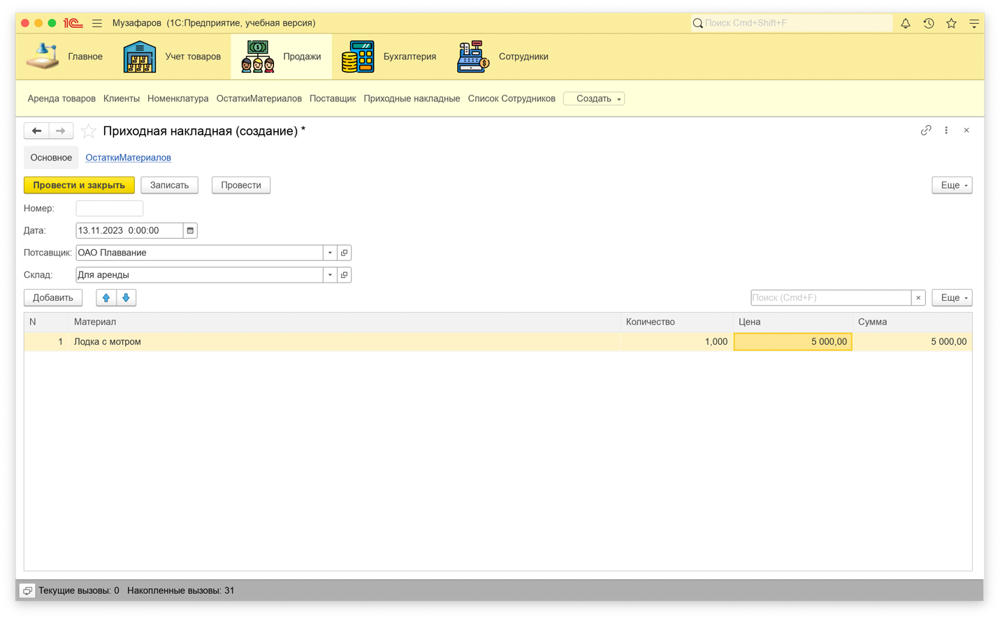 1С Музафаров (1С:Предприятие, учебная версия) Поиск Cmd+Shift+F
Главное Учет товаров Продажи Бухгалтерия Сотрудники
Аренда товаров Клиенты Номенклатура ОстаткиМатериалов Поставщик Приходные накладные Список Сотрудников Создать
Приходная накладная (создание) *
Основное ОстаткиМатериалов
Провести и закрыть Записать Провести Еще
Номер:
Дата: 13.11.2023 0:00:00
Потсавщик: ОАО Плаввание
Склад: Для аренды
Добавить Поиск (Cmd+F) × Еще
N Материал Количество Цена Сумма
1 Лодка с мотром 1,000 5 000,00 5 000,00
Текущие вызовы: 0 Накопленные вызовы: 31